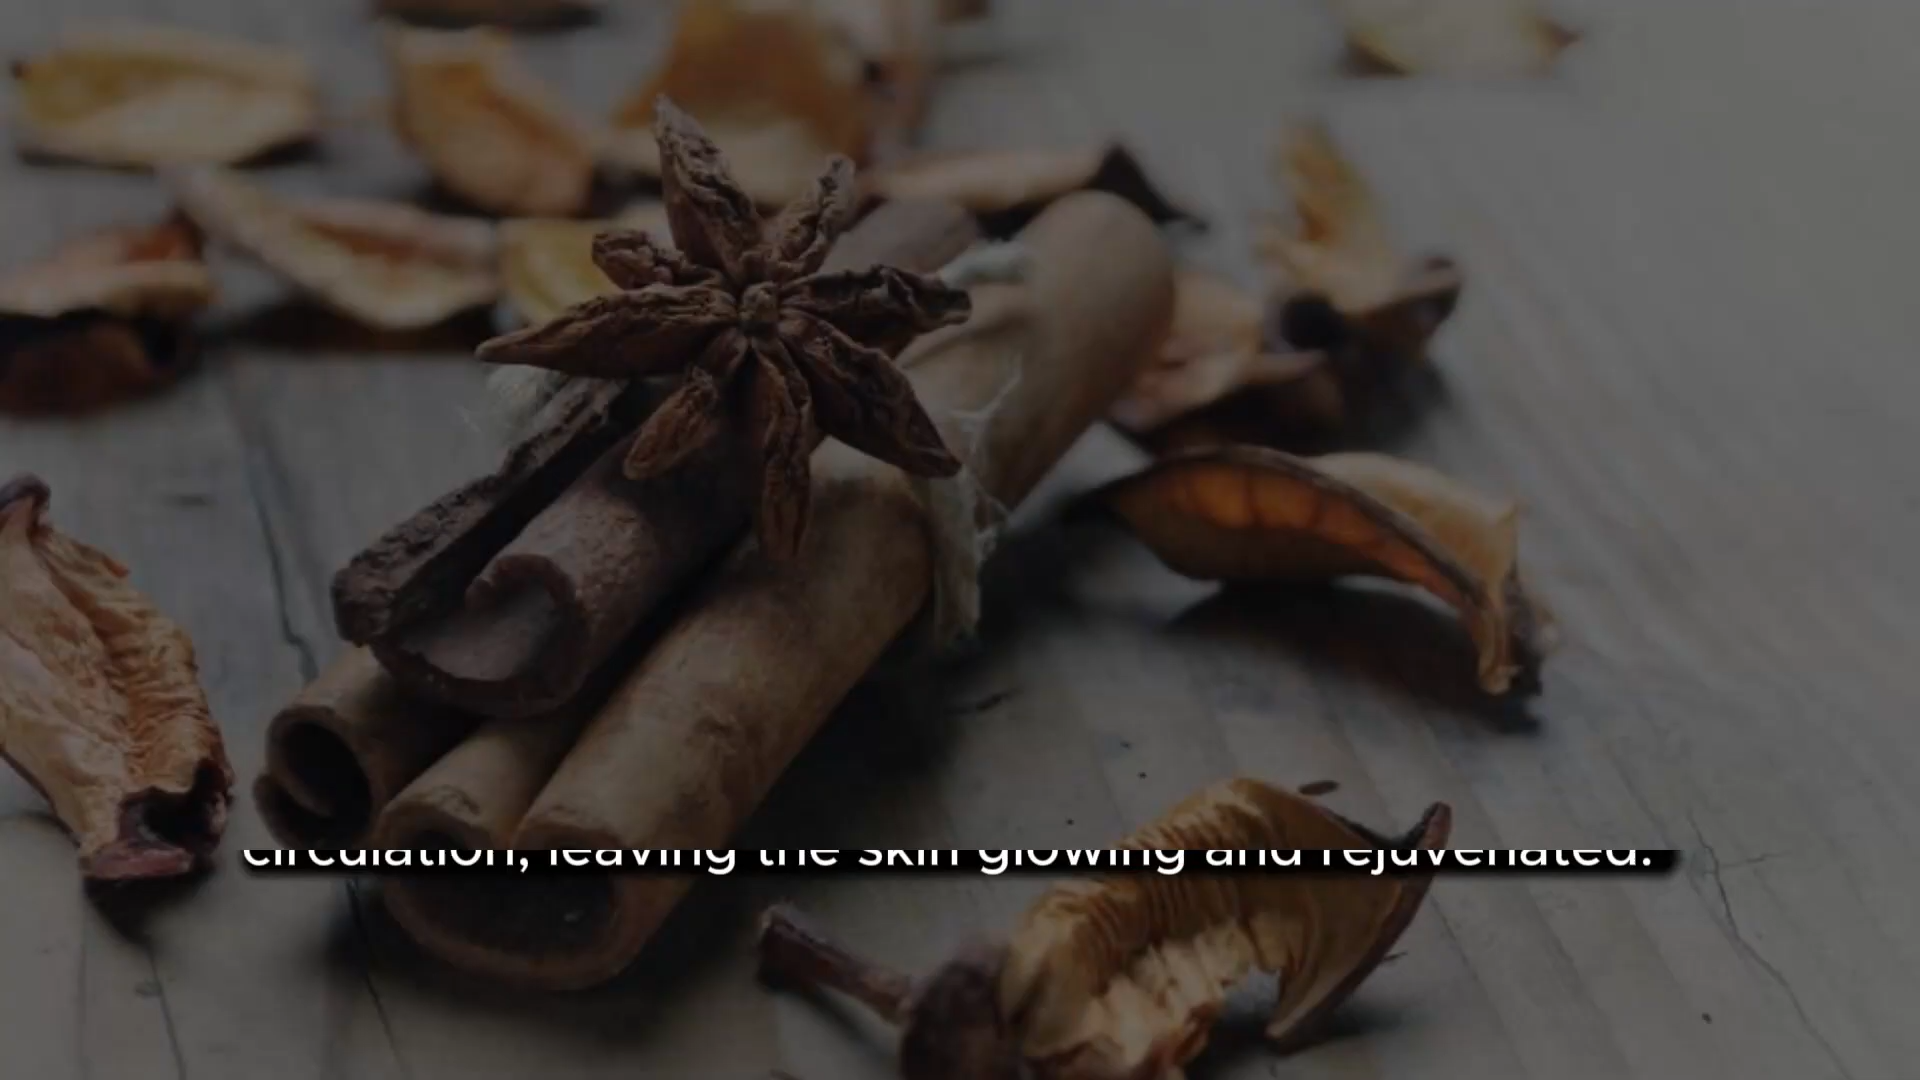 circulation, leaving the skin glowing and rejuvenated.